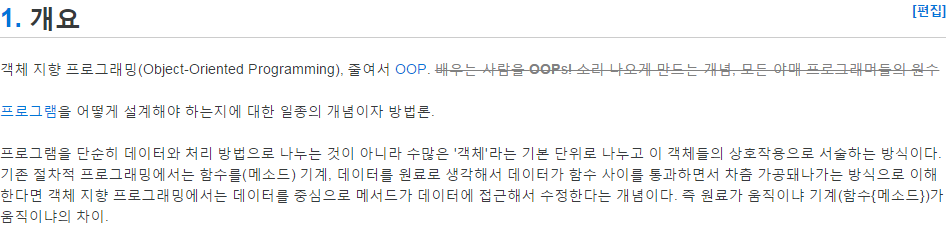 1. 개요
[편집]
객체 지향 프로그래밍(Object-Oriented Programming), 줄여서 OOP. 배우는 사람을 OOPs! 소리 나오게 만드는 개념, 모든 야매 프로그래머들의 원수
프로그램을 어떻게 설계해야 하는지에 대한 일종의 개념이자 방법론.
프로그램을 단순히 데이터와 처리 방법으로 나누는 것이 아니라 수많은 '객체'라는 기본 단위로 나누고 이 객체들의 상호작용으로 서술하는 방식이다.
기존 절차적 프로그래밍에서는 함수를(메소드) 기계, 데이터를 원료로 생각해서 데이터가 함수 사이를 통과하면서 차츰 가공돼나가는 방식으로 이해
한다면 객체 지향 프로그래밍에서는 데이터를 중심으로 메서드가 데이터에 접근해서 수정한다는 개념이다. 즉 원료가 움직이냐 기계(함수{메소드})가
움직이냐의 차이.